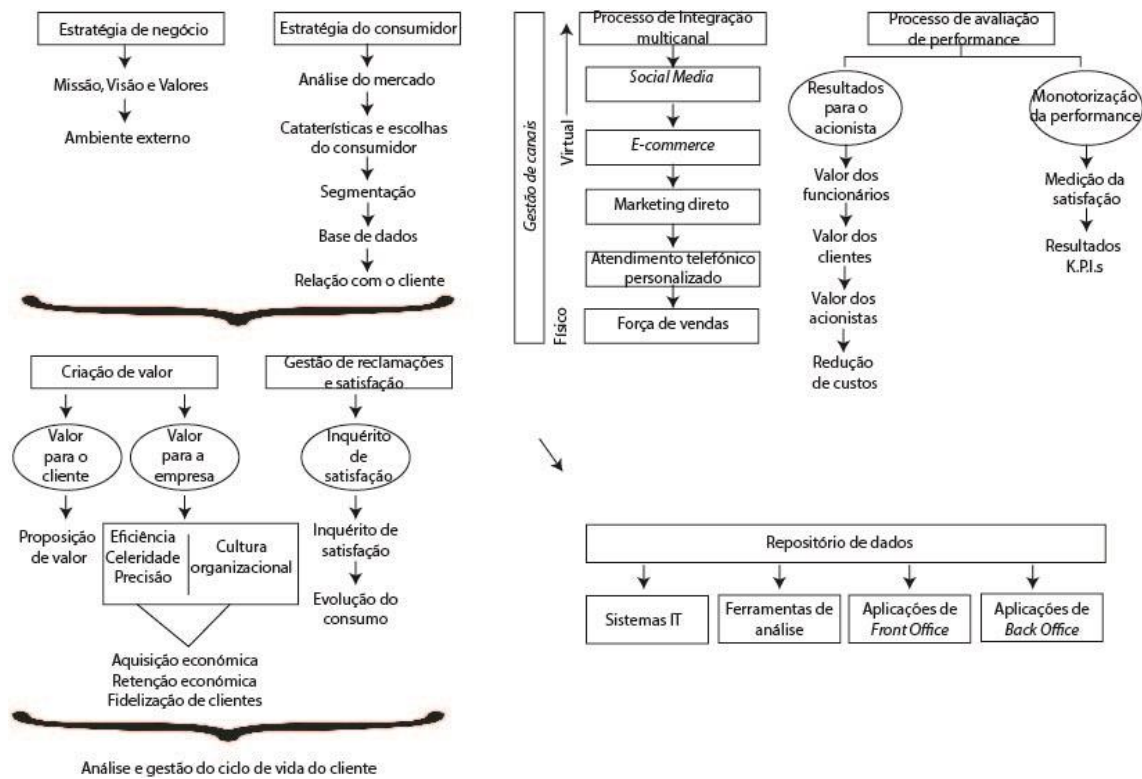 Estratégia de negócio
Missão, Visão e Valores
Ambiente externo
Estratégia do consumidor
Análise do mercado
Cataterísticas e escolhas
do consumidor
Segmentação
Base de dados
Relação com o cliente
Criação de valor
Valor
para o
cliente
Proposição
de valor
Valor
para a
empresa
Eficiência
Celeridade
Precisão
Cultura
organizacional
Aquisição económica
Retenção económica
Fidelização de clientes
Gestão de reclamações
e satisfação
Inquérito
de
satisfação
Inquérito de
satisfação
Evolução do
consumo
Análise e gestão do ciclo de vida do cliente
Gestão de canais
Virtual
Físico
Processo de Integração
multicanal
Social Media
E-commerce
Marketing direto
Atendimento telefónico
personalizado
Força de vendas
Processo de avaliação
de performance
Resultados
para o
acionista
Valor dos
funcionários
Valor dos
clientes
Valor dos
acionistas
Redução
de custos
Monotorização
da performance
Medição da
satisfação
Resultados
K.P.I.s
Repositório de dados
Sistemas IT
Ferramentas de
análise
Aplicações de
Front Office
Aplicações de
Back Office